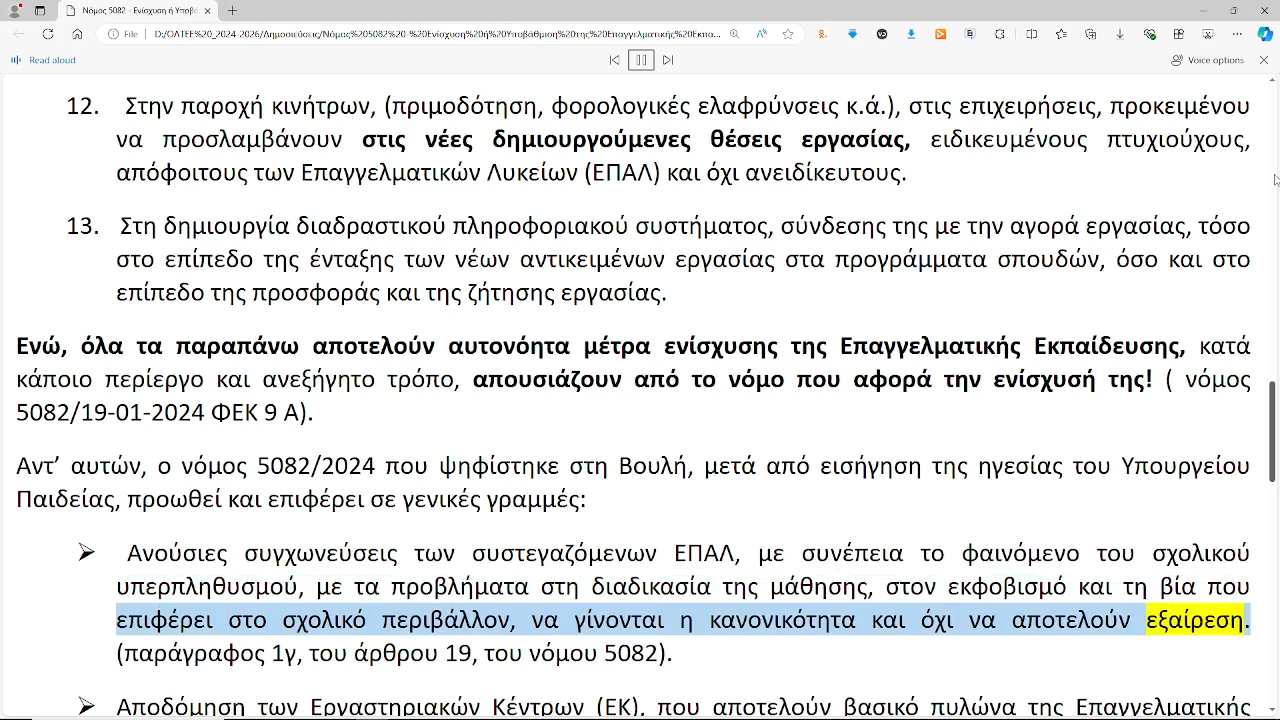 Νόμος 5082 - Ενίσχυση ή Υποβ
File
D:/ΟΛΤΕΕ%20_2024-2026/Δημοσιεύσεις/Νόμος%205082%20-%20Ενίσχυση%20ή%20Υποβάθμιση%20της%20Επαγγελματικής%20Εκπα...
Read aloud
Voice options
12. Στην παροχή κινήτρων, (πριμοδότηση, φορολογικές ελαφρύνσεις κ.ά.), στις επιχειρήσεις, προκειμένου
να προσλαμβάνουν στις νέες δημιουργούμενες θέσεις εργασίας, ειδικευμένους πτυχιούχους,
απόφοιτους των Επαγγελματικών Λυκείων (ΕΠΑΛ) και όχι ανειδίκευτους.
13. Στη δημιουργία διαδραστικού πληροφοριακού συστήματος, σύνδεσης της με την αγορά εργασίας, τόσο
στο επίπεδο της ένταξης των νέων αντικειμένων εργασίας στα προγράμματα σπουδών, όσο και στο
επίπεδο της προσφοράς και της ζήτησης εργασίας.
Ενώ, όλα τα παραπάνω αποτελούν αυτονόητα μέτρα ενίσχυσης της Επαγγελματικής Εκπαίδευσης, κατά
κάποιο περίεργο και ανεξήγητο τρόπο, απουσιάζουν από το νόμο που αφορά την ενίσχυσή της! ( νόμος
5082/19-01-2024 ΦΕΚ 9 Α).
Αντ’ αυτών, ο νόμος 5082/2024 που ψηφίστηκε στη Βουλή, μετά από εισήγηση της ηγεσίας του Υπουργείου
Παιδείας, προωθεί και επιφέρει σε γενικές γραμμές:
➢ Ανούσιες συγχωνεύσεις των συστεγαζόμενων ΕΠΑΛ, με συνέπεια το φαινόμενο του σχολικού
υπερπληθυσμού, με τα προβλήματα στη διαδικασία της μάθησης, στον εκφοβισμό και τη βία που
επιφέρει στο σχολικό περιβάλλον, να γίνονται η κανονικότητα και όχι να αποτελούν εξαίρεση.
(παράγραφος 1γ, του άρθρου 19, του νόμου 5082).
➢ Αποδόμηση των Εργαστηριακών Κέντρων (ΕΚ), που αποτελούν βασικό πυλώνα της Επαγγελματικής